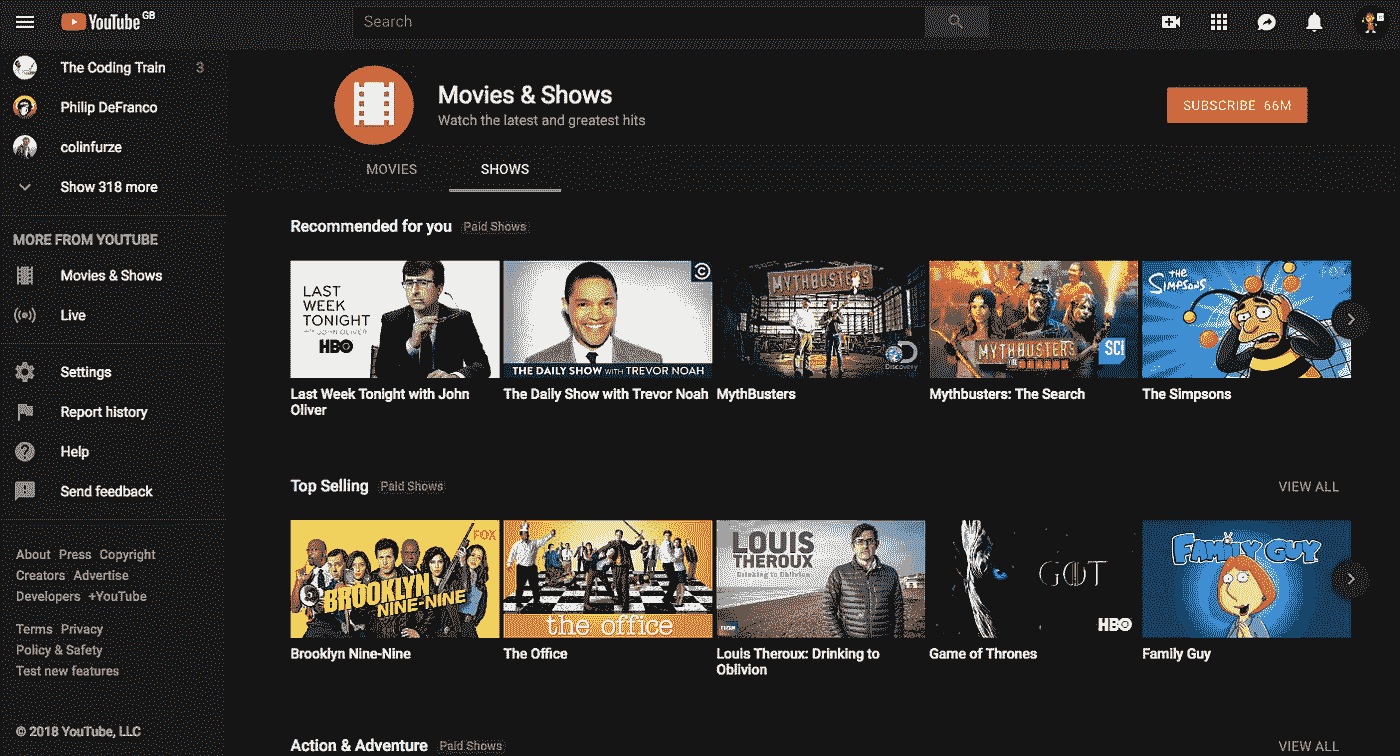 YouTube GB
Search
The Coding Train 3
Philip DeFranco
colinfurze
Show 318 more
MORE FROM YOUTUBE
Movies & Shows
Live
Settings
Report history
Help
Send feedback
About Press Copyright
Creators Advertise
Developers +YouTube
Terms Privacy
Policy & Safety
Test new features
© 2018 YouTube, LLC
Movies & Shows
Watch the latest and greatest hits
SUBSCRIBE 66M
MOVIES SHOWS
Recommended for you Paid Shows
LAST
WEEK
TONIGHT
WITH JOHN OLIVER
HBO
THE DAILY SHOW WITH TREVOR NOAH
MYTHBUSTERS
Discovery
MYTHBUSTERS
THE SEARCH
SCI
THE
SIMPSONS
FOX
Last Week Tonight with John
Oliver
The Daily Show with Trevor Noah
MythBusters
Mythbusters: The Search
The Simpsons
Top Selling Paid Shows VIEW ALL
FOX
BROOKLYN
NINE-NINE
the office
LOUIS
THEROUX
Drinking to Oblivion
BBC
GOT
HBO
FAMILY GUY
Brooklyn Nine-Nine
The Office
Louis Theroux: Drinking to
Oblivion
Game of Thrones
Family Guy
Action & Adventure Paid Shows VIEW ALL